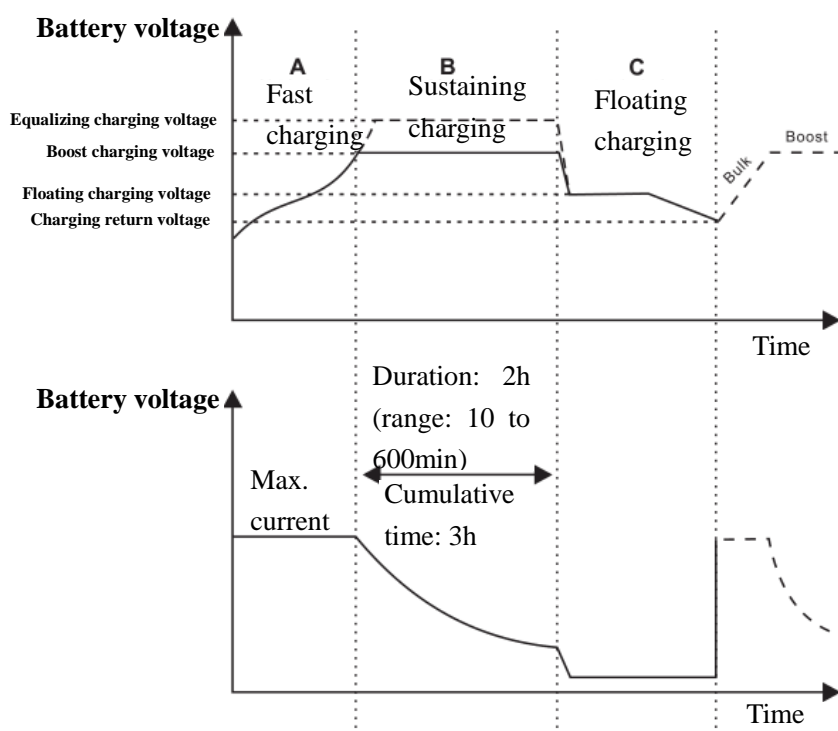 Battery voltage
A
B
C
Fast
charging
Sustaining
charging
Floating
charging
Equalizing charging voltage
Boost charging voltage
Floating charging voltage
Charging return voltage
Bulk
Boost
Time
Battery voltage
Duration: 2h
(range: 10 to
600min)
Cumulative
time: 3h
Max.
current
Time